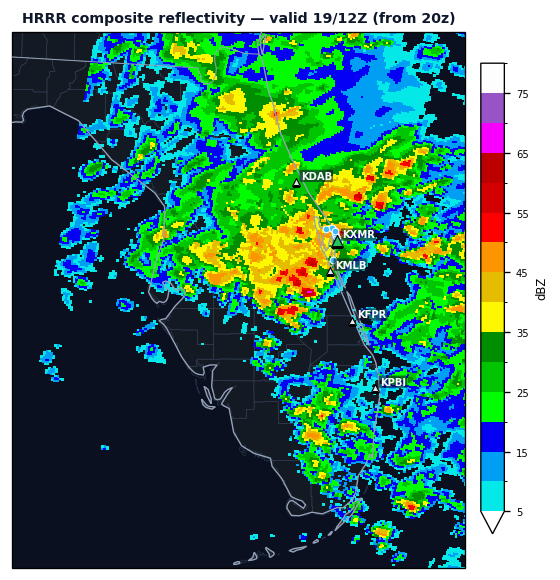 HRRR composite reflectivity — valid 19/12Z (from 20z)
KDAB
KXMR
KMLB
KFPR
KPBI
75
65
55
45
35
25
15
5
dBZ